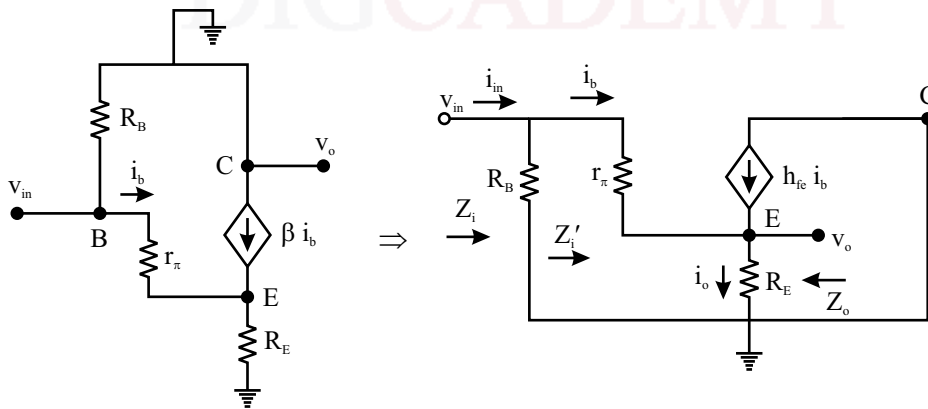 DIGCADEMY
R_B
v_o
C
i_b
v_in
β i_b
B
r_π
E
R_E
⇒
i_in
i_b
v_in
C
R_B
r_π
h_fe i_b
Z_i
E
Z_i′
v_o
i_o
R_E
Z_o